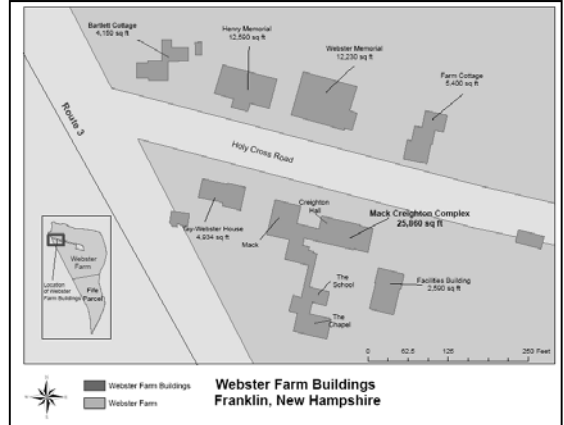 Bartlett Cottage
4,150 sq ft
Henry Memorial
12,590 sq ft
Webster Memorial
12,230 sq ft
Farm Cottage
5,400 sq ft
Route 3
Holy Cross Road
Tay-Webster House
4,934 sq ft
Creighton
Hall
Mack
Mack Creighton Complex
25,860 sq ft
The
School
The
Chapel
Facilities Building
2,590 sq ft
Webster
Farm
Location
of Webster
Farm Buildings
Fife
Parcel
0 62.5 125 250 Feet
Webster Farm Buildings
Webster Farm
Webster Farm Buildings
Franklin, New Hampshire